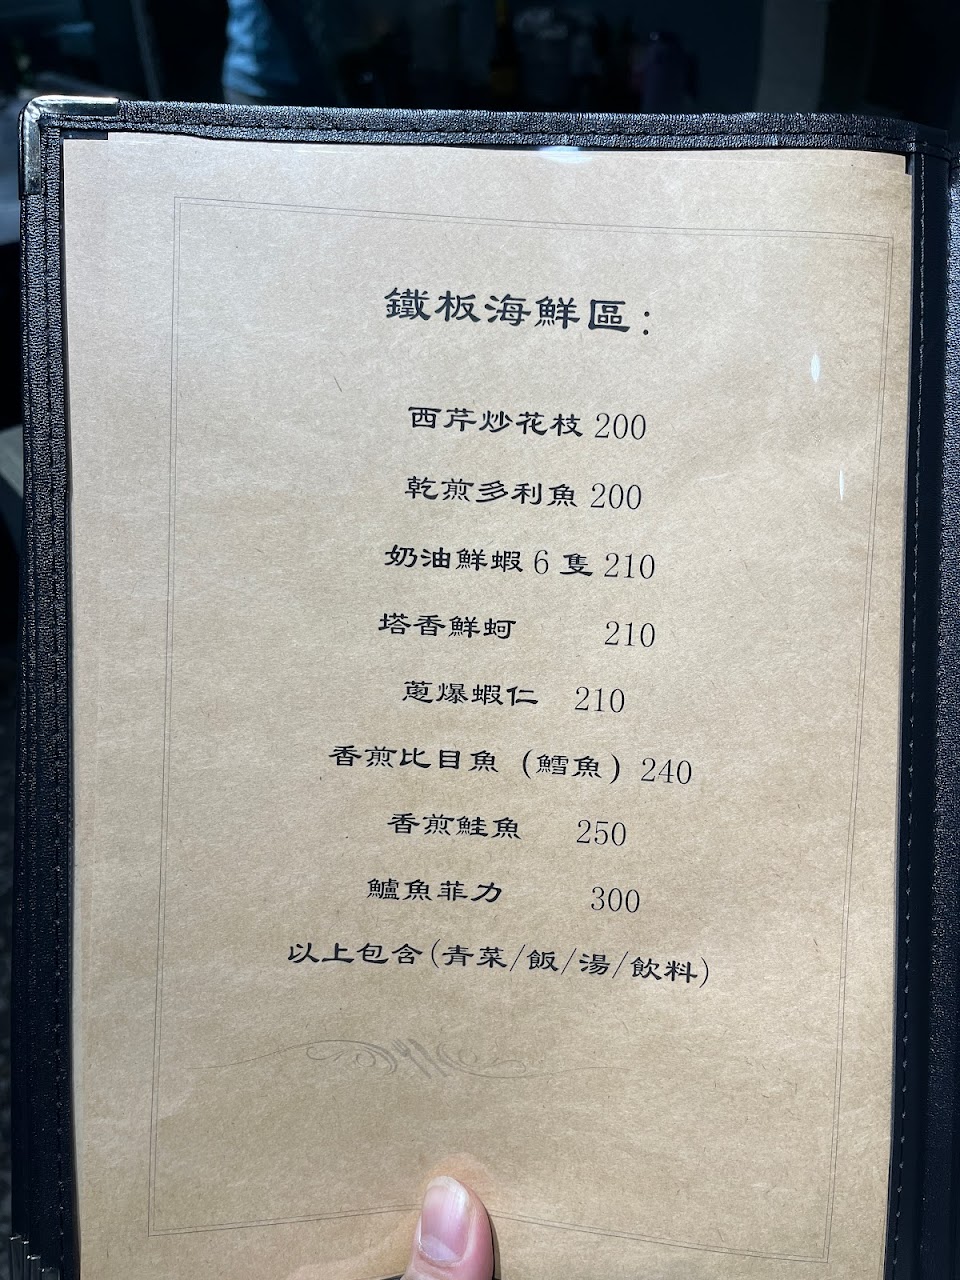 鐵板海鮮區：
西芹炒花枝 200
乾煎多利魚 200
奶油鮮蝦 6 隻 210
塔香鮮蚵 210
蔥爆蝦仁 210
香煎比目魚（鱈魚）240
香煎鮭魚 250
鱸魚菲力 300
以上包含(青菜/飯/湯/飲料)